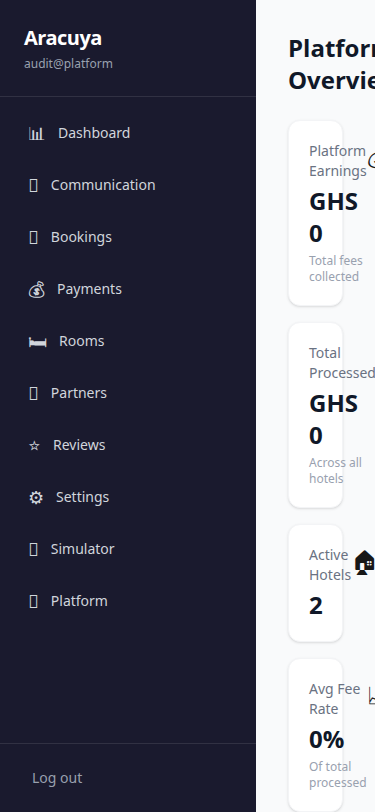 Aracuya
audit@platform
Dashboard
Communication
Bookings
Payments
Rooms
Partners
Reviews
Settings
Simulator
Platform
Log out
Overvie
Platform
Earnings
GHS
0
Total fees
collected
Total
Processed
GHS
0
Across all
hotels
Active
Hotels
2
Avg Fee
Rate
0%
Of total
processed